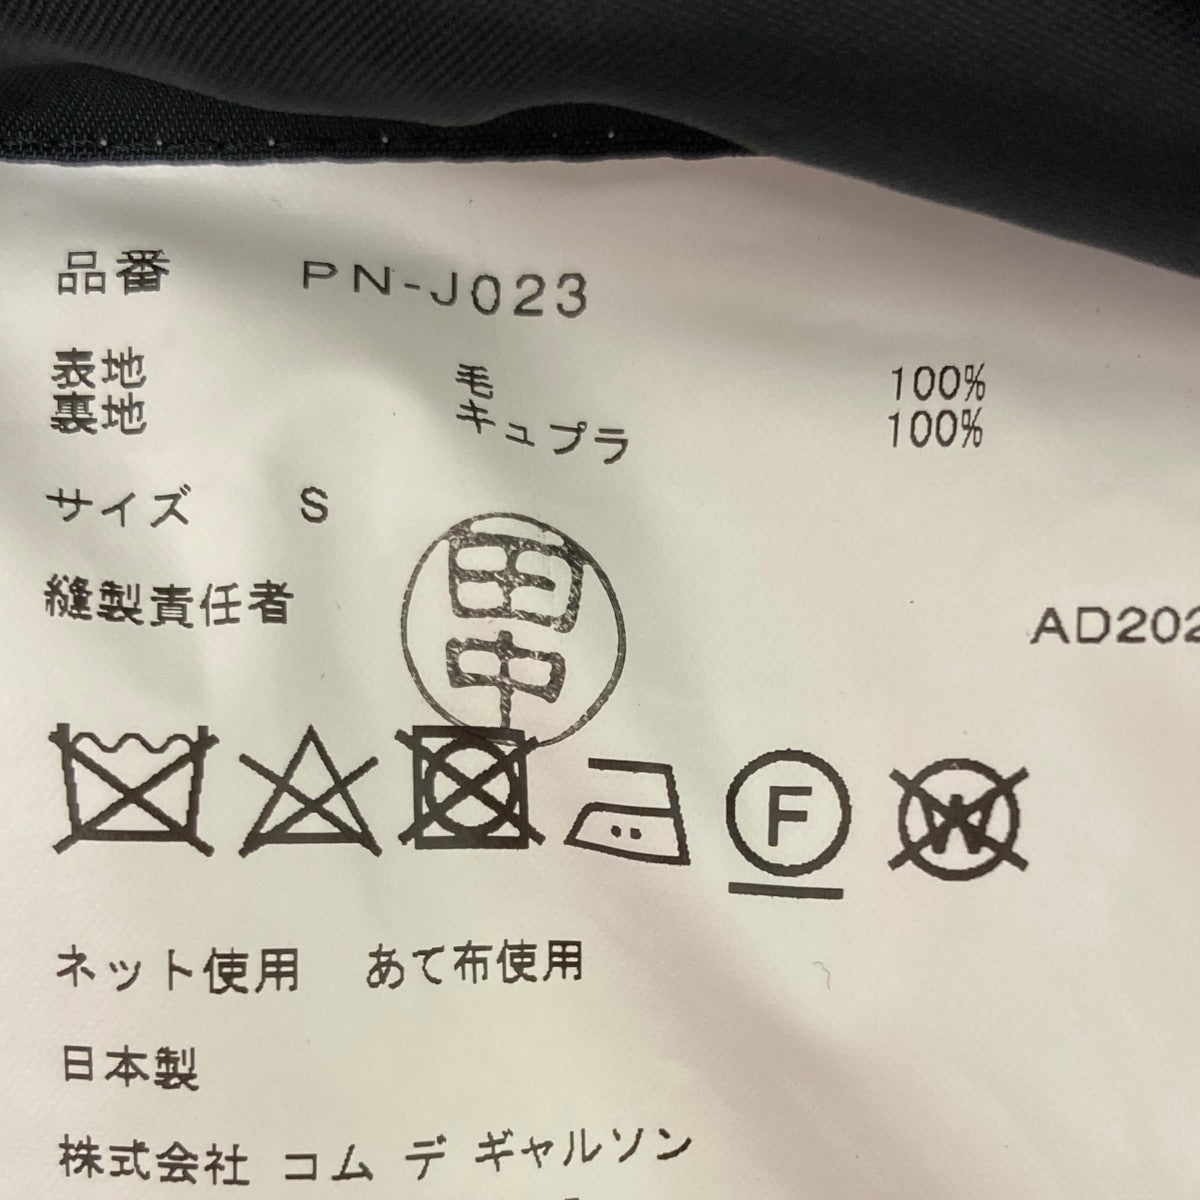 品番 PN-J023
表地 毛 100%
裏地 キュプラ 100%
サイズ S
縫製責任者 田中
AD202
F
W
ネット使用 あて布使用
日本製
株式会社 コム デ ギャルソン